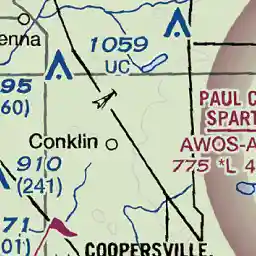 enna
1059
UC
95
60)
PAUL C
SPART
AWOS-A
775 *L 4
Conklin
910
(241)
71
01)
COOPERSVILLE